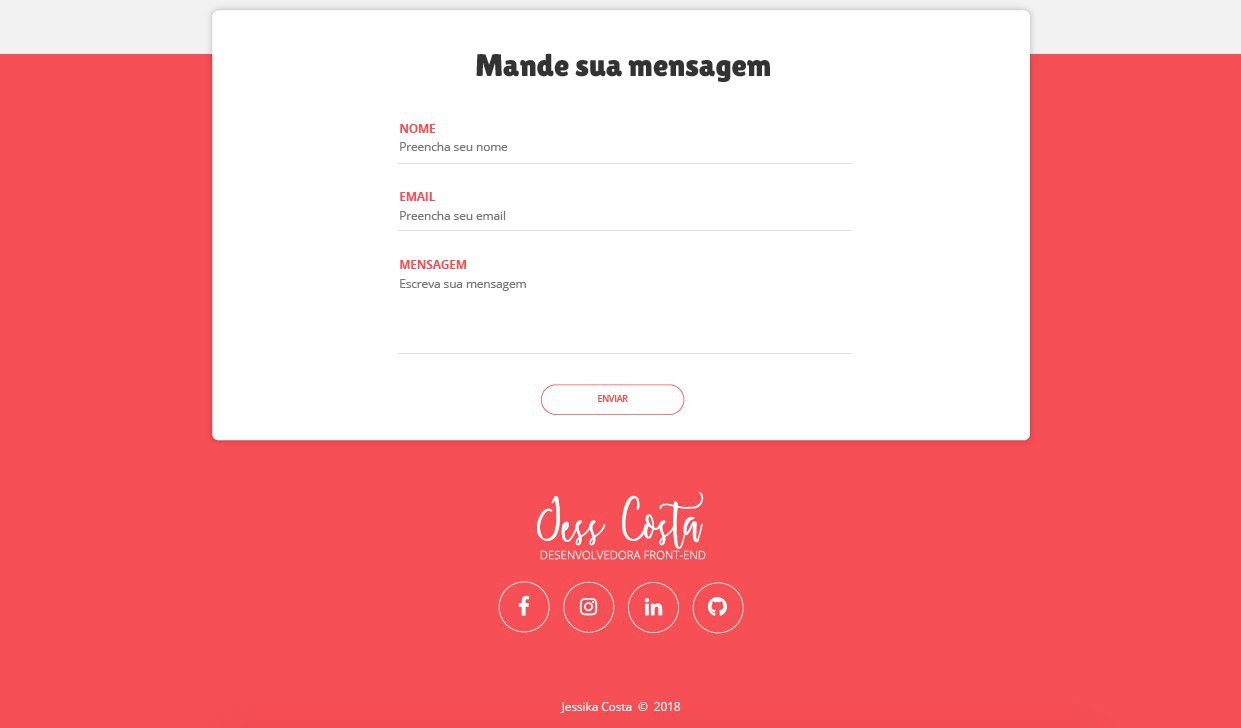 Mande sua mensagem
NOME
Preencha seu nome
EMAIL
Preencha seu email
MENSAGEM
Escreva sua mensagem
ENVIAR
Jess Costa
DESENVOLVEDORA FRONT-END
Jessika Costa © 2018